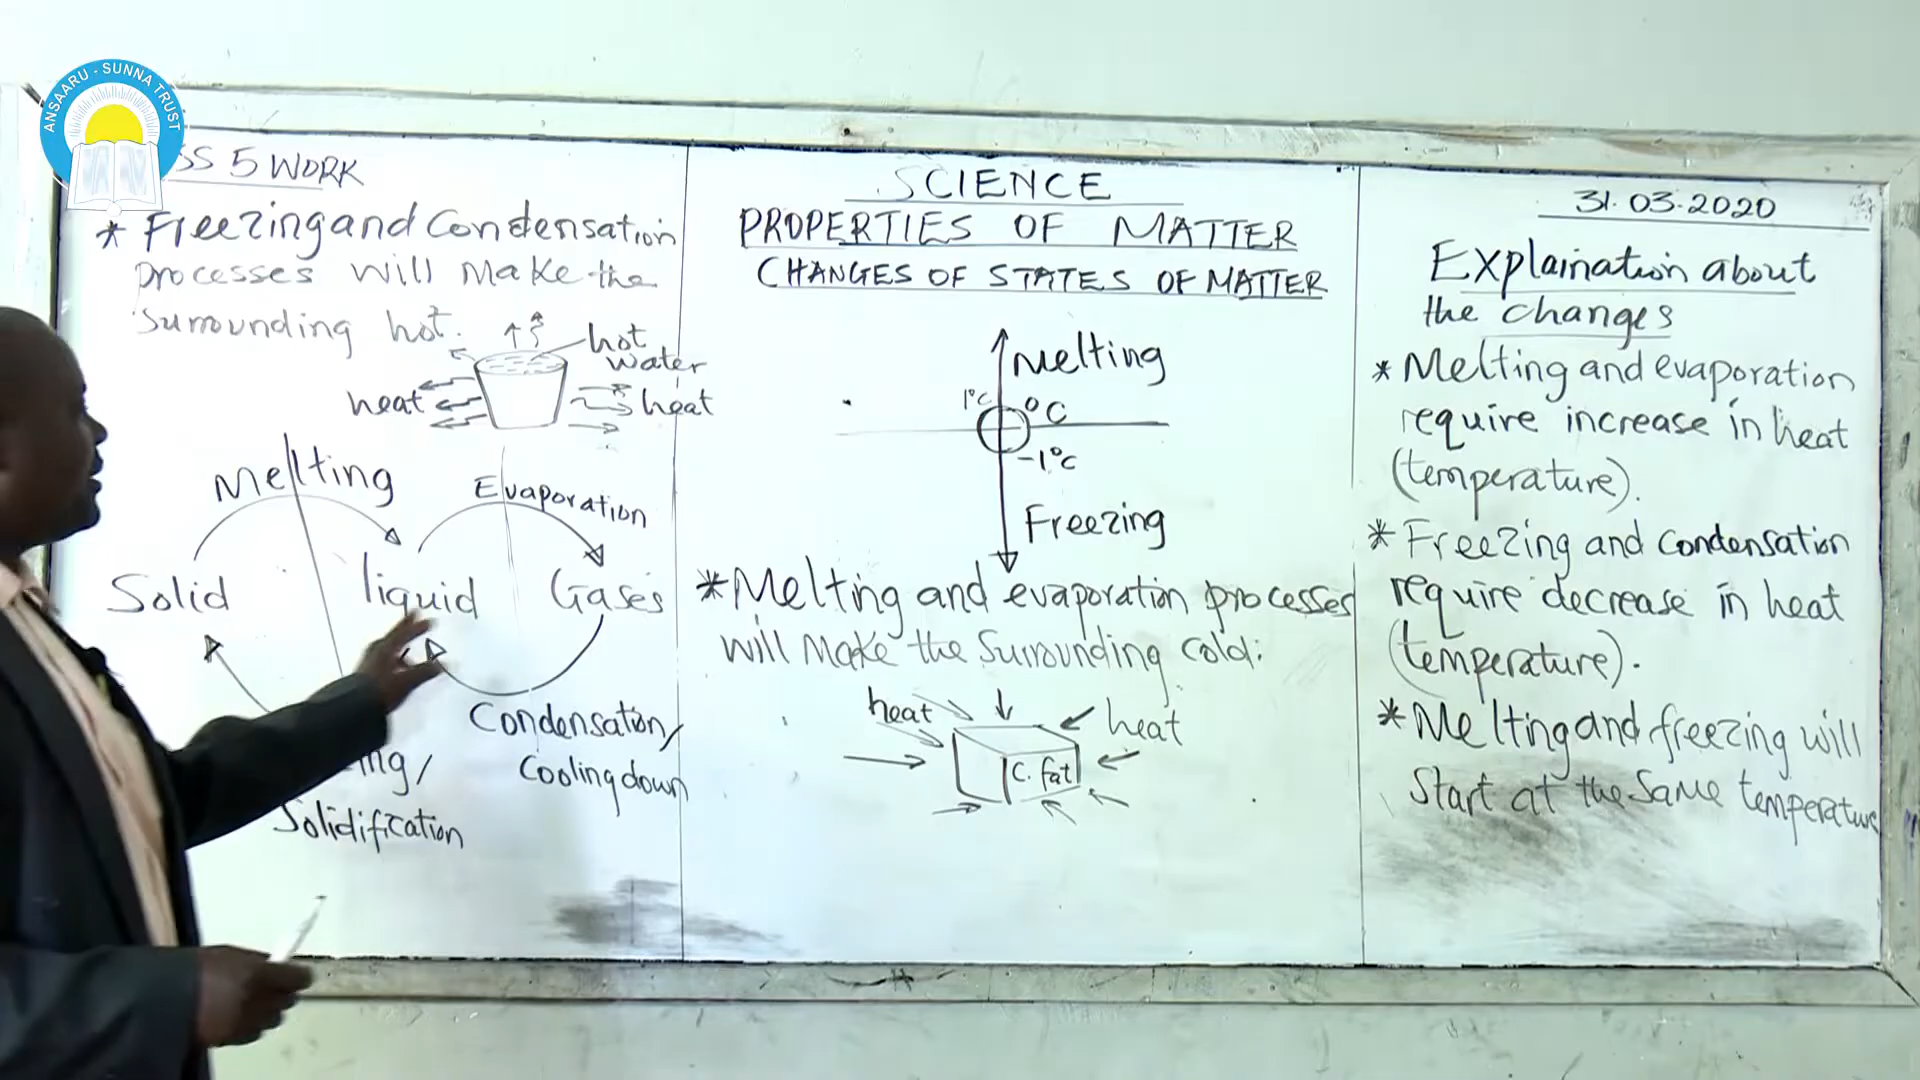 ANSAARU - SUNNA TRUST
SS 5 WORK
* Freezing and Condensation
processes will make the
surrounding hot.
hot
water
heat
heat
Melting
Evaporation
Solid
liquid
Gases
Condensation/
Cooling down
ing/
Solidification
SCIENCE
PROPERTIES OF MATTER
CHANGES OF STATES OF MATTER
Melting
1°C
0°C
-1°C
Freezing
* Melting and evaporation processes
will make the surrounding cold:
heat
heat
C. fat
31.03.2020
Explaination about
the changes
* Melting and evaporation
require increase in heat
(temperature).
* Freezing and condensation
require decrease in heat
(temperature).
* Melting and freezing will
start at the same temperature